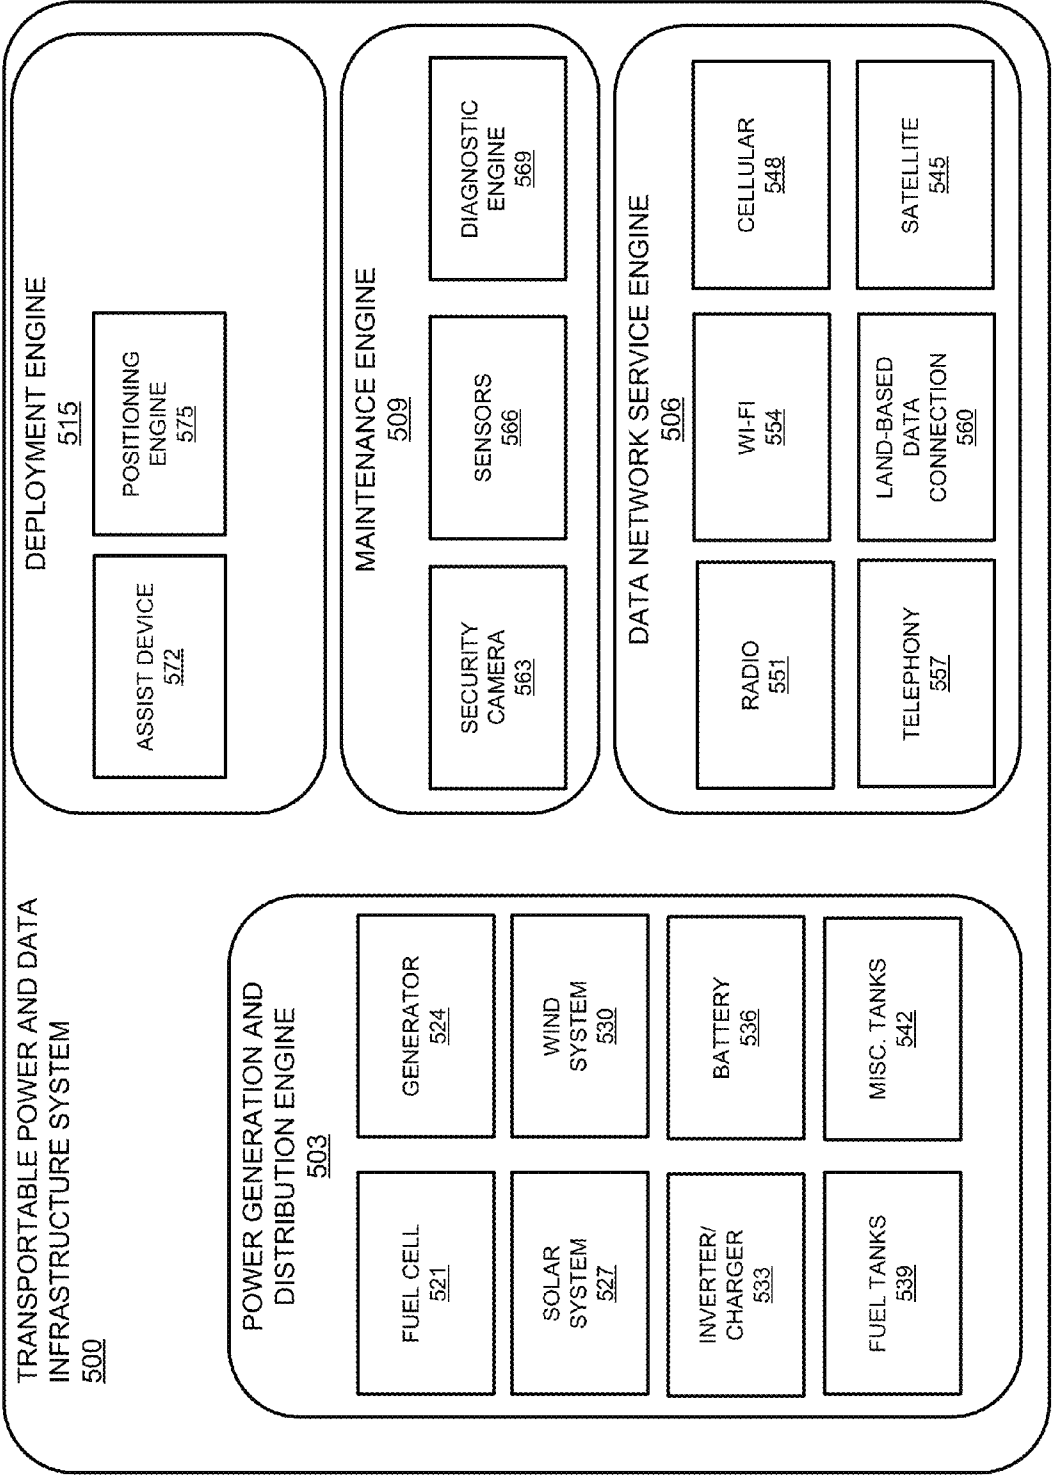 TRANSPORTABLE POWER AND DATA
INFRASTRUCTURE SYSTEM
500
POWER GENERATION AND
DISTRIBUTION ENGINE
503
FUEL CELL
521
GENERATOR
524
SOLAR
SYSTEM
527
WIND
SYSTEM
530
INVERTER/
CHARGER
533
BATTERY
536
FUEL TANKS
539
MISC. TANKS
542
DEPLOYMENT ENGINE
515
ASSIST DEVICE
572
POSITIONING
ENGINE
575
MAINTENANCE ENGINE
509
SECURITY
CAMERA
563
SENSORS
566
DIAGNOSTIC
ENGINE
569
DATA NETWORK SERVICE ENGINE
506
RADIO
551
WI-FI
554
CELLULAR
548
TELEPHONY
557
LAND-BASED
DATA
CONNECTION
560
SATELLITE
545